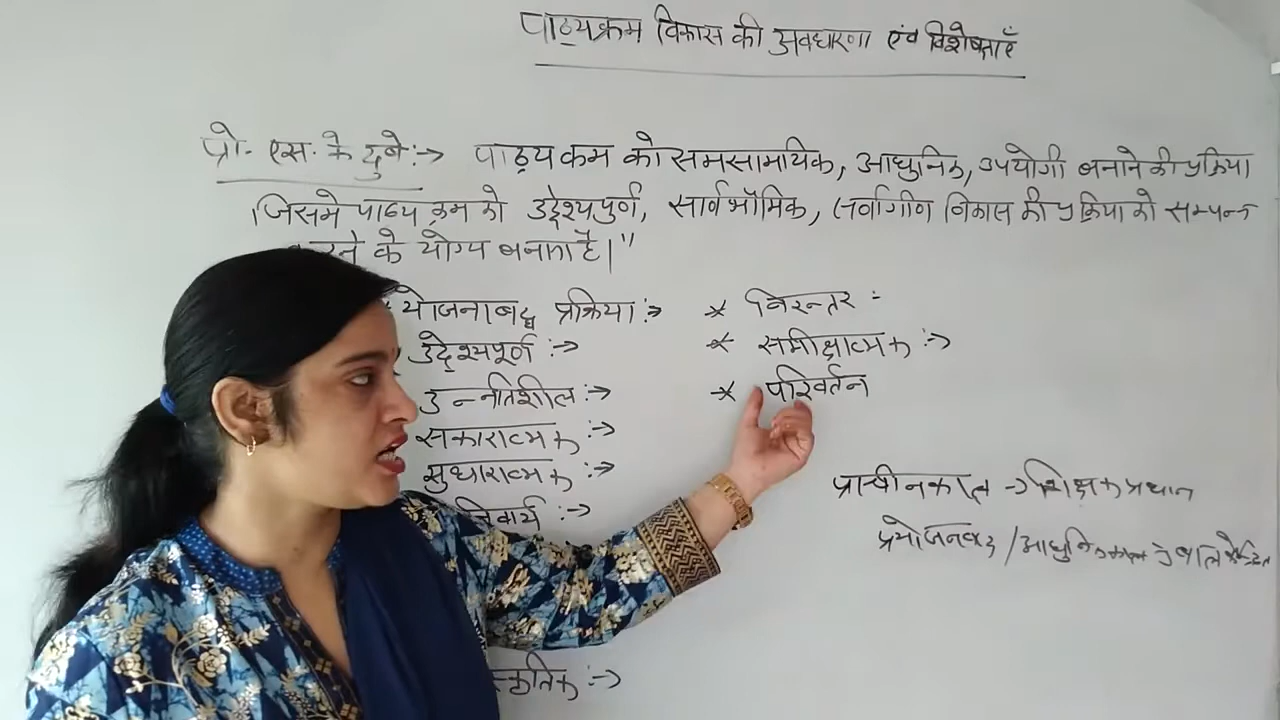 पाठ्यक्रम विकास की अवधारणा एवं विशेषताएँ
प्रो. एस. के दुबे :→ पाठ्यक्रम को समसामयिक, आधुनिक, उपयोगी बनाने की प्रक्रिया
जिसमे पाठ्य क्रम को उद्देश्यपूर्ण, सार्वभौमिक, सर्वागीण विकास की प्रक्रिया को सम्पन्न
करने के योग्य बनाता है।"
योजनाबद्ध प्रक्रिया :→
उद्देश्यपूर्ण :→
उन्नतिशील :→
सकारात्मक :→
सुधारात्मक :→
निवार्य :→
स्कृतिक :→
* निरन्तर :-
* समीक्षात्मक :→
* परिवर्तन
प्राचीनकाल → शिक्षक प्रधान
प्रयोजनवाद / आधुनिककाल → बालकेन्द्रित